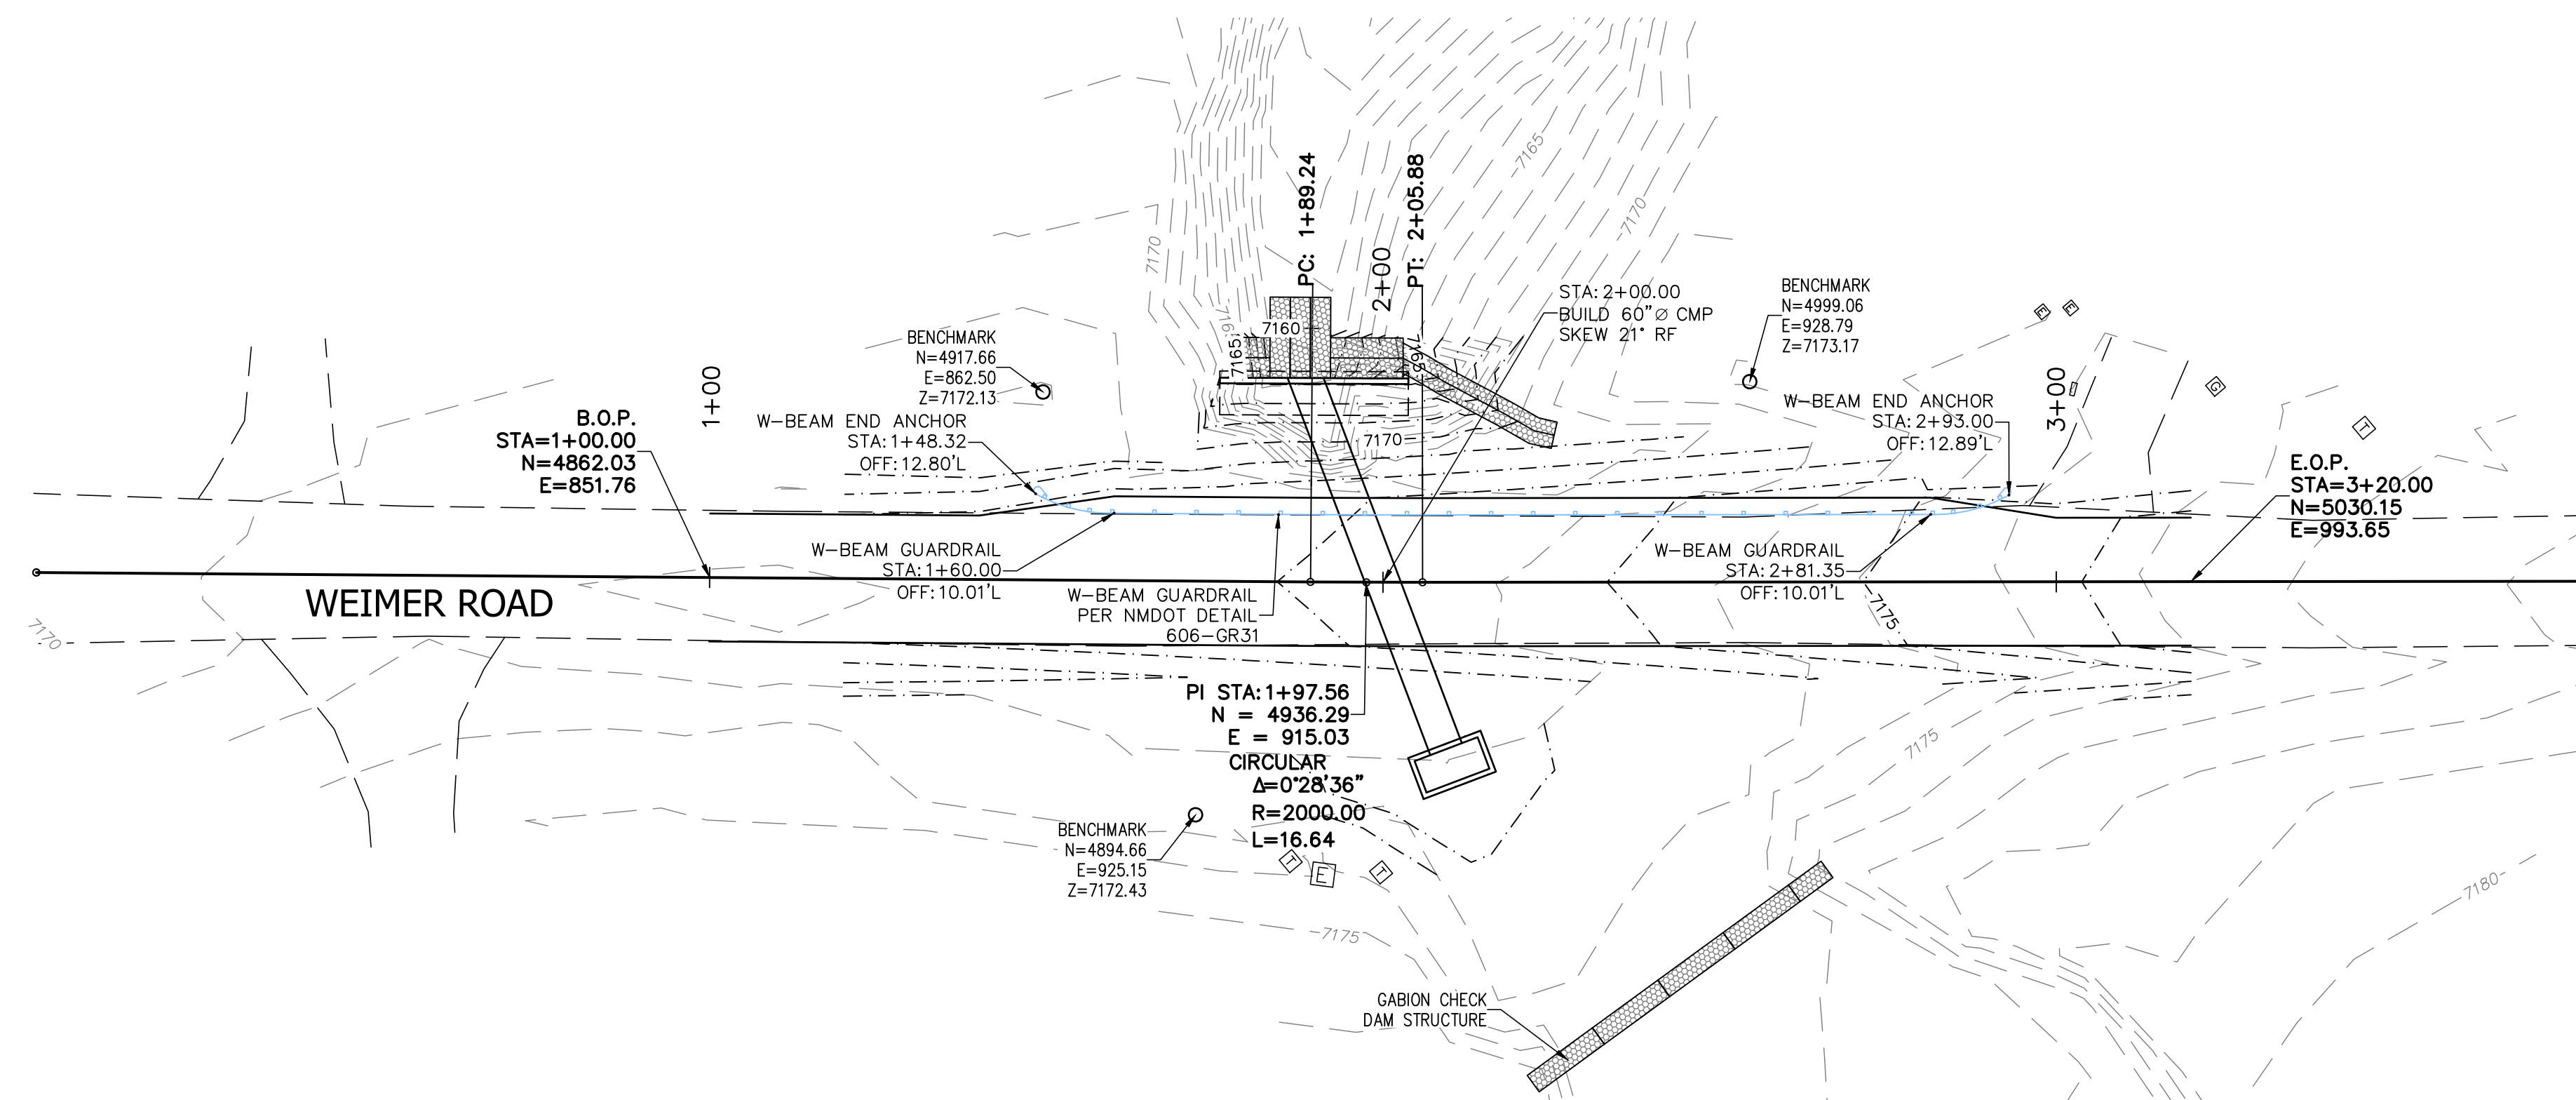 7165
7170
7170
PC: 1+89.24
PT: 2+05.88
2+00
STA:2+00.00
BUILD 60"Ø CMP
SKEW 21° RF
BENCHMARK
N=4999.06
E=928.79
Z=7173.17
E
E
G
T
BENCHMARK
N=4917.66
E=862.50
Z=7172.13
7160
7165
7170
1+00
3+00
W-BEAM END ANCHOR
STA:1+48.32
OFF:12.80'L
W-BEAM END ANCHOR
STA:2+93.00
OFF:12.89'L
B.O.P.
STA=1+00.00
N=4862.03
E=851.76
E.O.P.
STA=3+20.00
N=5030.15
E=993.65
W-BEAM GUARDRAIL
STA:1+60.00
OFF:10.01'L
W-BEAM GUARDRAIL
STA:2+81.35
OFF:10.01'L
W-BEAM GUARDRAIL
PER NMDOT DETAIL
606-GR31
WEIMER ROAD
7170
7175
PI STA:1+97.56
N = 4936.29
E = 915.03
CIRCULAR
Δ=0°28'36"
R=2000.00
L=16.64
7175
BENCHMARK
N=4894.66
E=925.15
Z=7172.43
T
E
T
7175
7180
GABION CHECK
DAM STRUCTURE